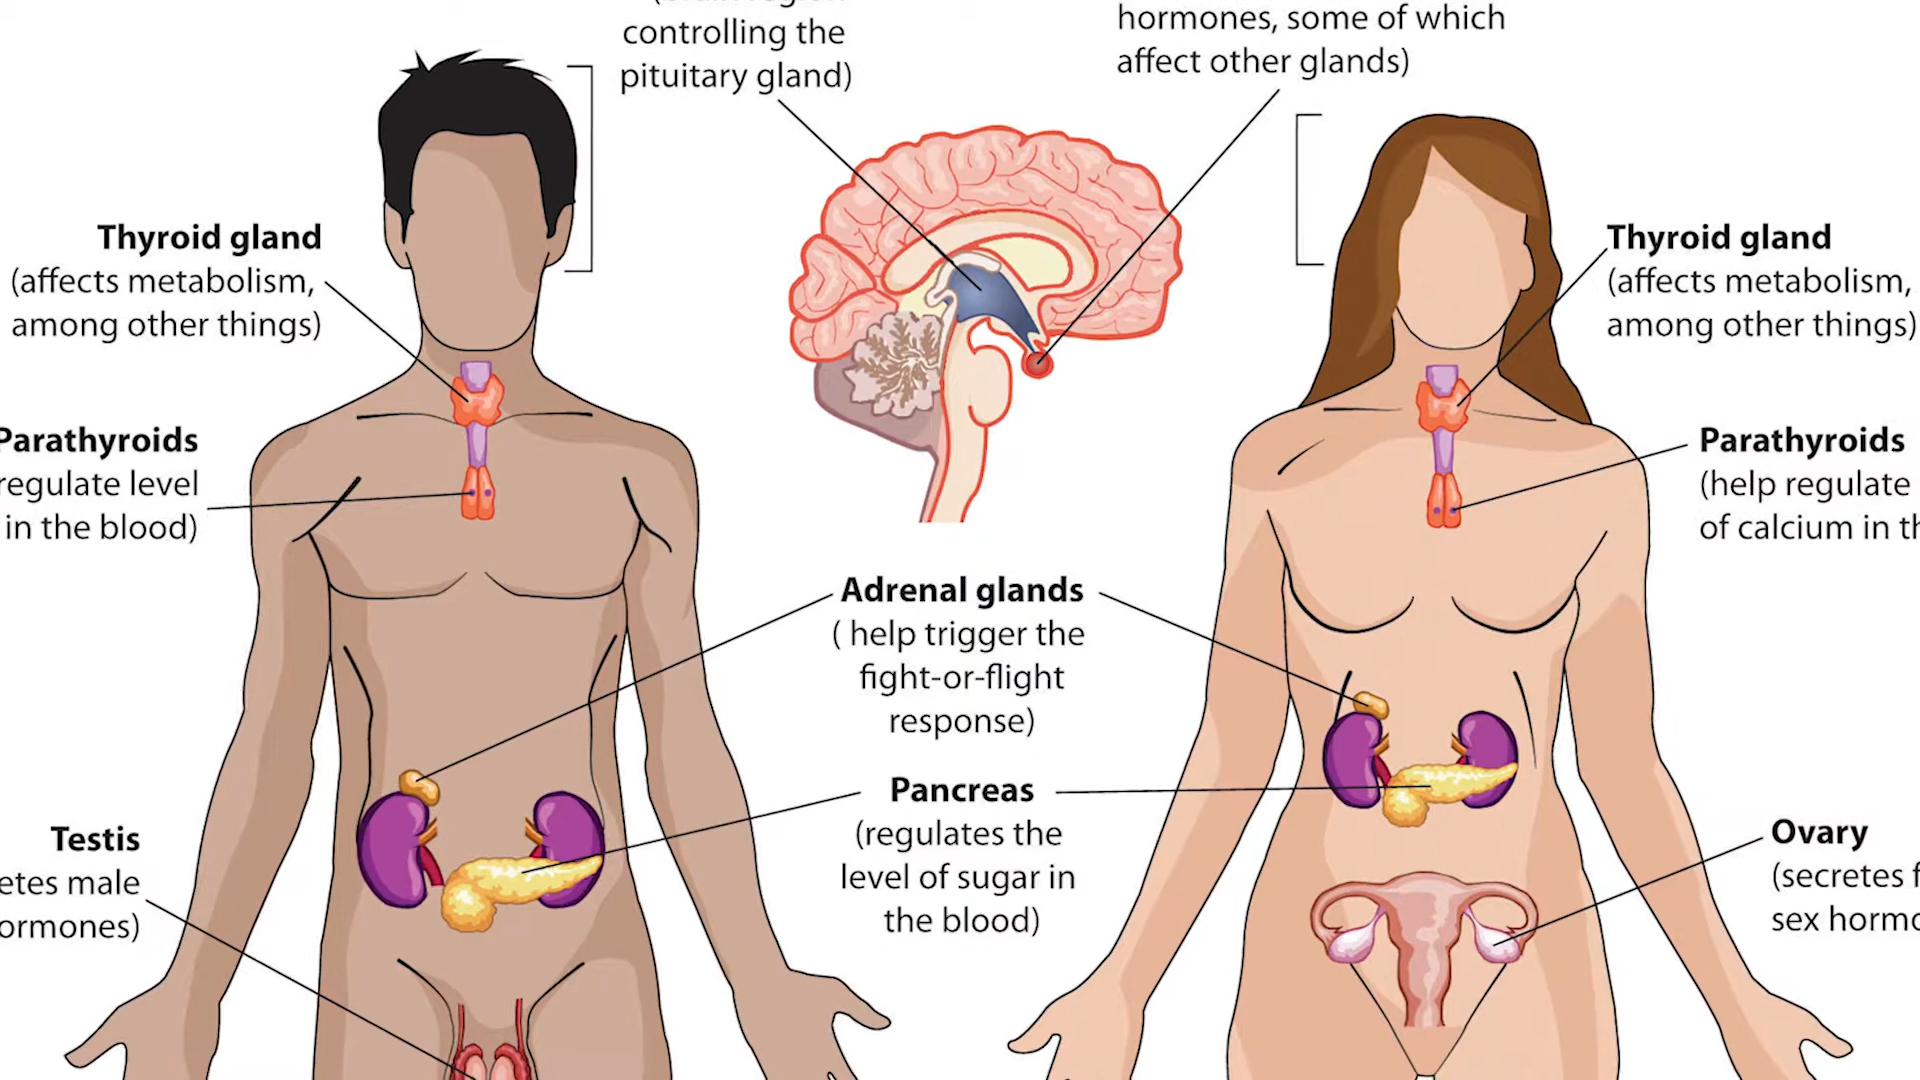 controlling the
pituitary gland)
hormones, some of which
affect other glands)
Thyroid gland
(affects metabolism,
among other things)
Thyroid gland
(affects metabolism,
among other things)
Parathyroids
regulate level
in the blood)
Parathyroids
(help regulate
of calcium in
Adrenal glands
( help trigger the
fight-or-flight
response)
Pancreas
(regulates the
level of sugar in
the blood)
Testis
male
Ovary
(secretes
sex